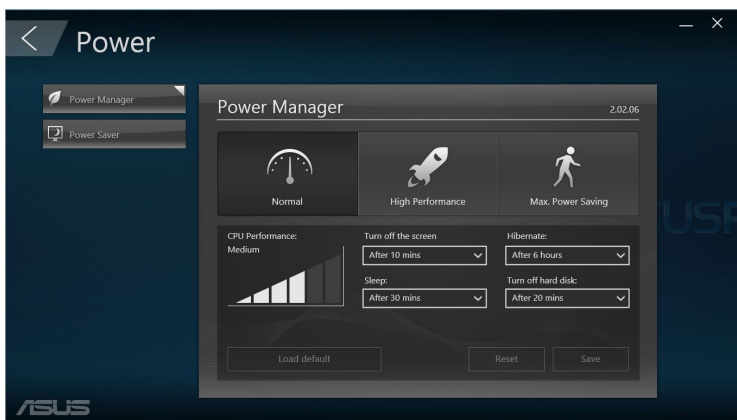 Power
Power Manager
Power Saver
Power Manager
2.02.06
Normal
High Performance
Max. Power Saving
CPU Performance:
Medium
Turn off the screen
After 10 mins
Hibernate:
After 6 hours
Sleep:
After 30 mins
Turn off hard disk:
After 20 mins
Load default
Reset
Save
ASUS